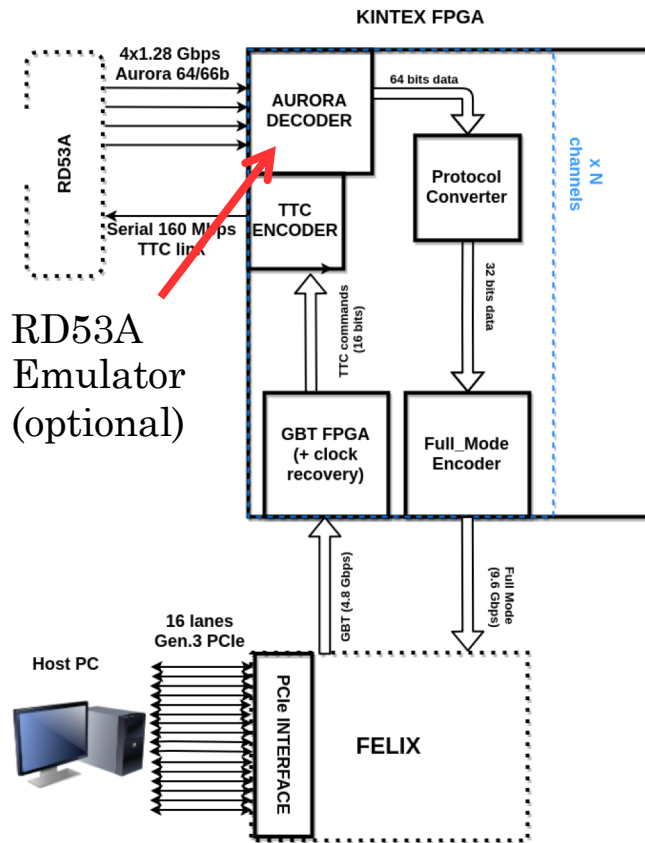 KINTEX FPGA
4x1.28 Gbps
Aurora 64/66b
RD53A
AURORA
DECODER
64 bits data
Protocol
Converter
x N
channels
TTC
ENCODER
Serial 160 Mbps
TTC link
32 bits data
TTC commands
(16 bits)
RD53A
Emulator
(optional)
GBT FPGA
(+ clock
recovery)
Full_Mode
Encoder
GBT (4.8 Gbps)
Full Mode
(9.6 Gbps)
16 lanes
Gen.3 PCIe
Host PC
PCIe INTERFACE
FELIX